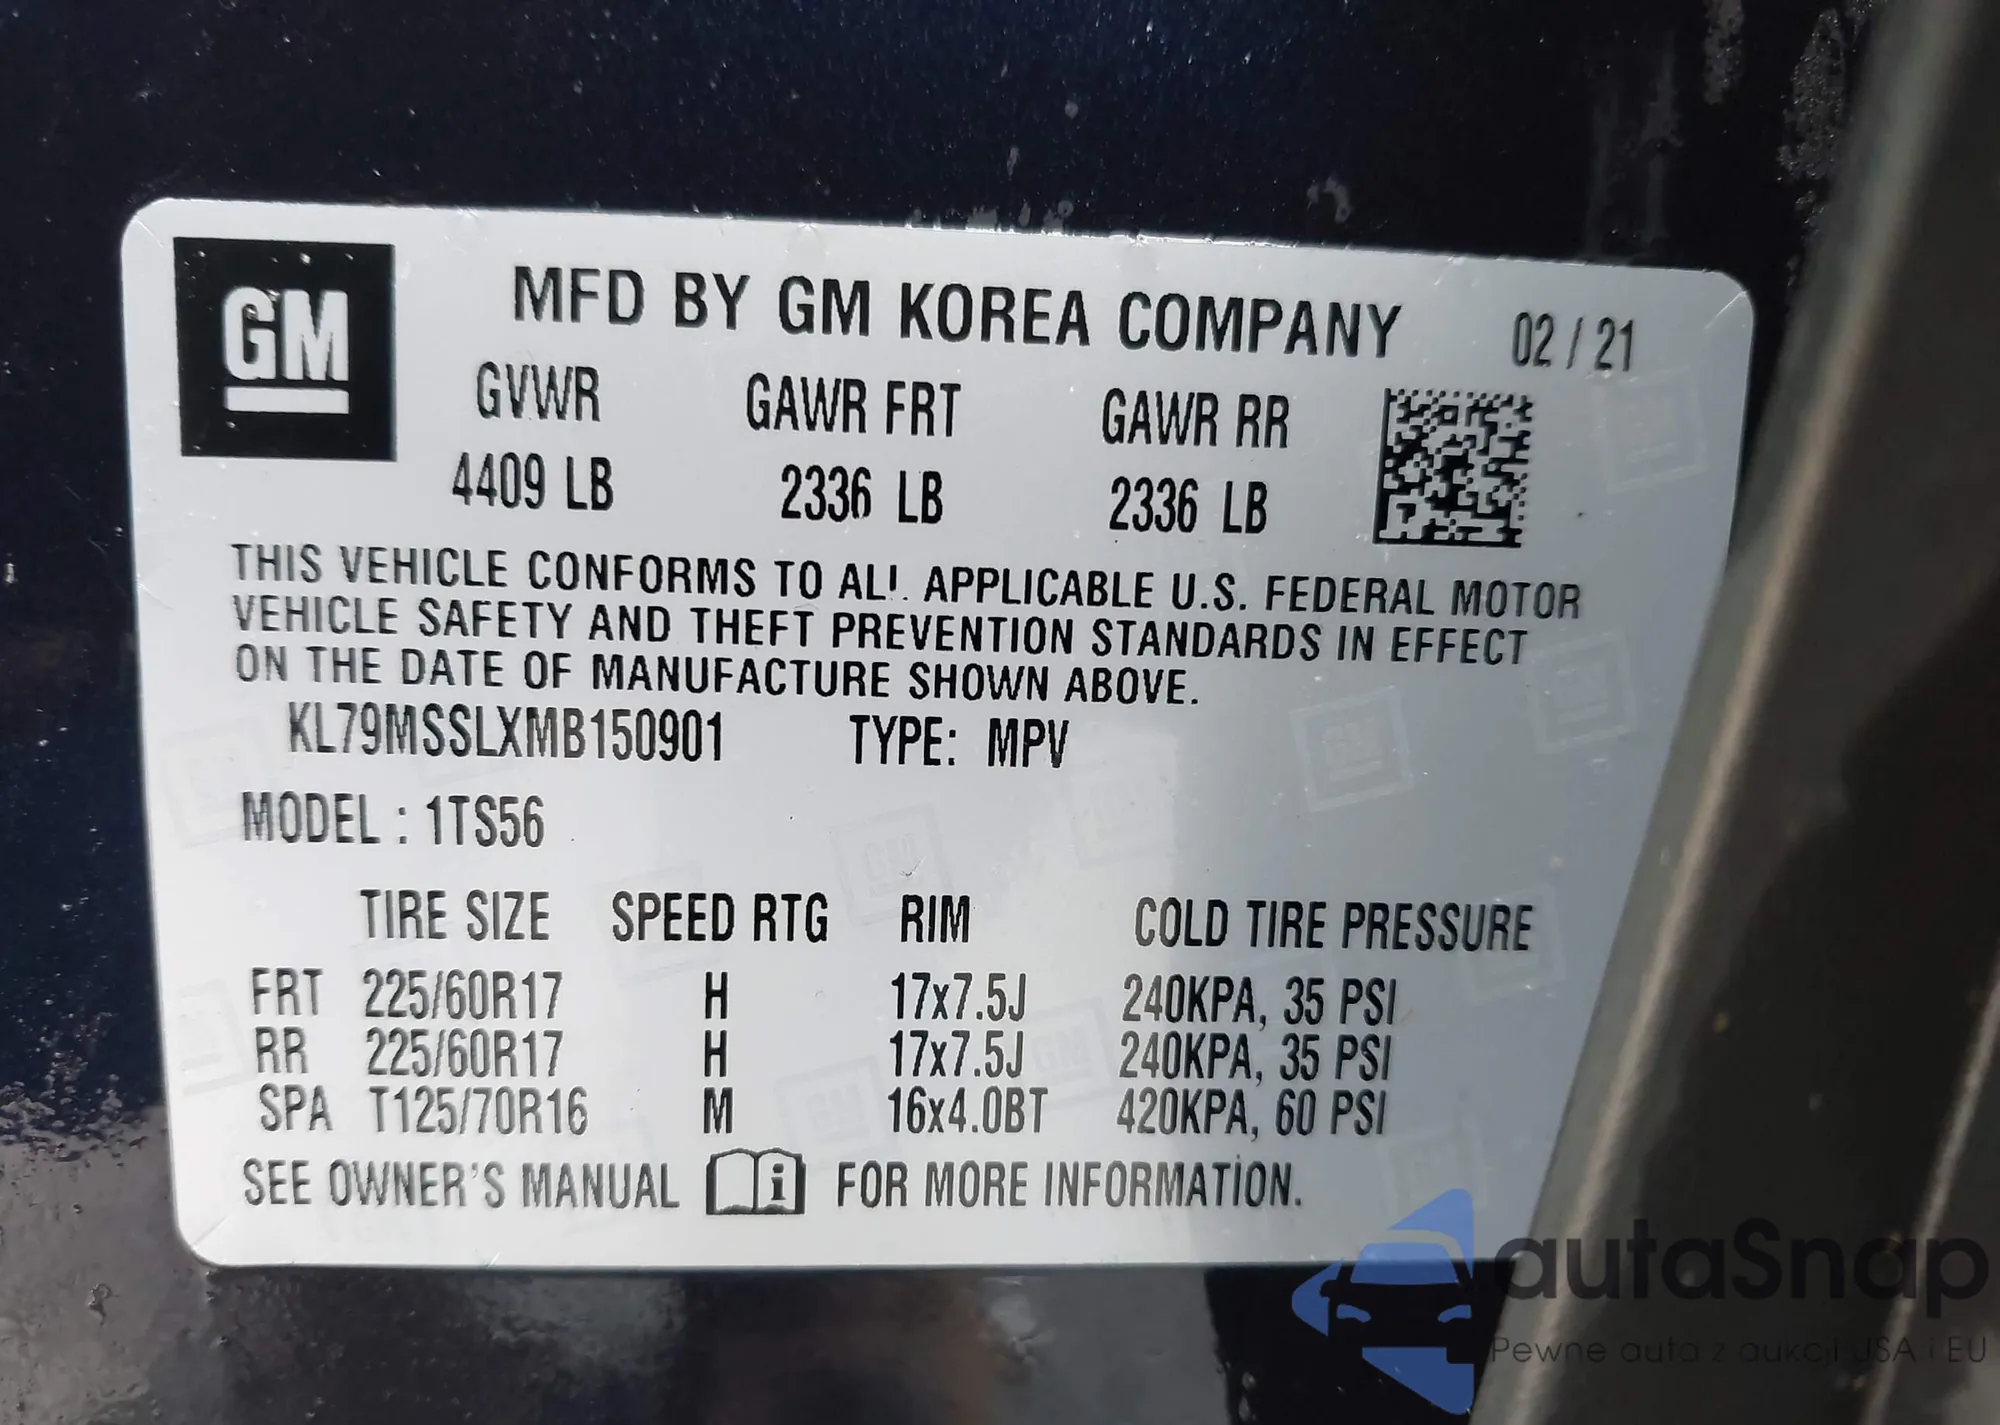 GM
MFD BY GM KOREA COMPANY 02 / 21
GVWR GAWR FRT GAWR RR
4409 LB 2336 LB 2336 LB
THIS VEHICLE CONFORMS TO ALL APPLICABLE U.S. FEDERAL MOTOR
VEHICLE SAFETY AND THEFT PREVENTION STANDARDS IN EFFECT
ON THE DATE OF MANUFACTURE SHOWN ABOVE.
KL79MSSLXMB150901 TYPE: MPV
MODEL : 1TS56
TIRE SIZE SPEED RTG RIM COLD TIRE PRESSURE
FRT 225/60R17 H 17x7.5J 240KPA, 35 PSI
RR 225/60R17 H 17x7.5J 240KPA, 35 PSI
SPA T125/70R16 M 16x4.0BT 420KPA, 60 PSI
SEE OWNER'S MANUAL i FOR MORE INFORMATION.
autaSnap
Pewne auta z aukcji USA i EU